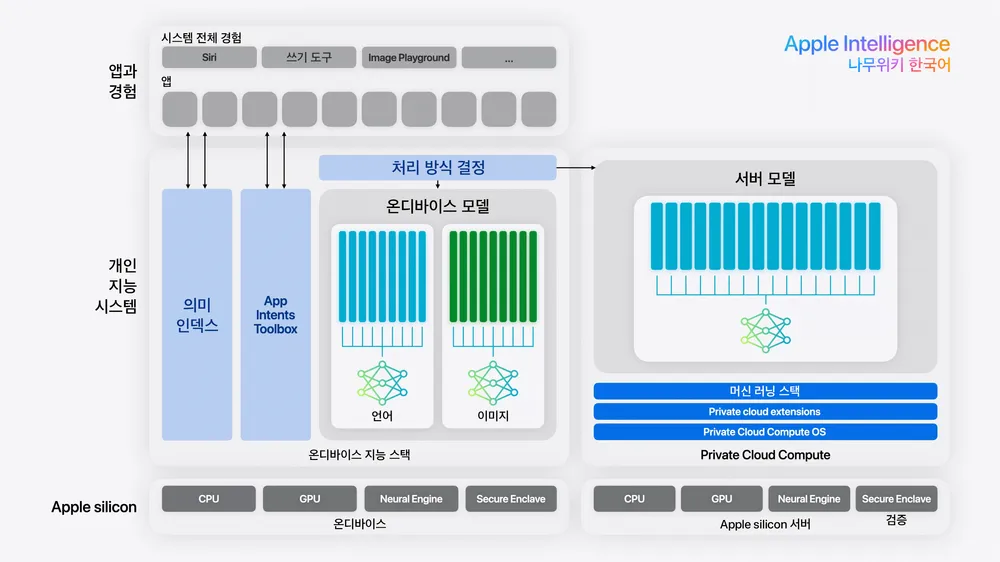 Apple Intelligence
나무위키 한국어
앱과
경험
시스템 전체 경험
Siri
쓰기 도구
Image Playground
...
앱
개인
지능
시스템
의미
인덱스
App
Intents
Toolbox
처리 방식 결정
온디바이스 모델
언어
이미지
온디바이스 지능 스택
서버 모델
머신 러닝 스택
Private cloud extensions
Private Cloud Compute OS
Private Cloud Compute
Apple silicon
CPU
GPU
Neural Engine
Secure Enclave
온디바이스
CPU
GPU
Neural Engine
Secure Enclave
Apple silicon 서버
검증